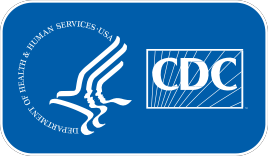 DEPARTMENT OF HEALTH & HUMAN SERVICES·USA
CDC